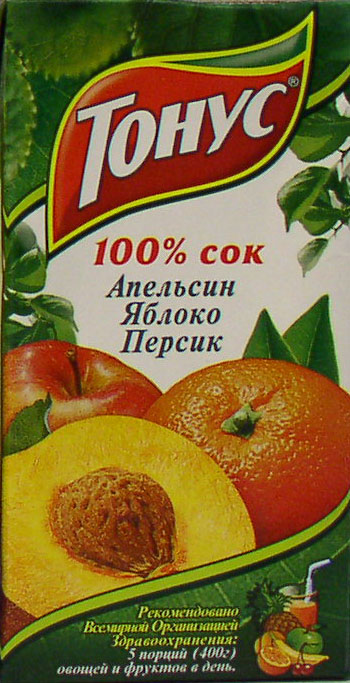 Тонус®
100% сок
Апельсин
Яблоко
Персик
Рекомендовано
Всемирной Организацией
Здравоохранения:
5 порций (400г)
овощей и фруктов в день.